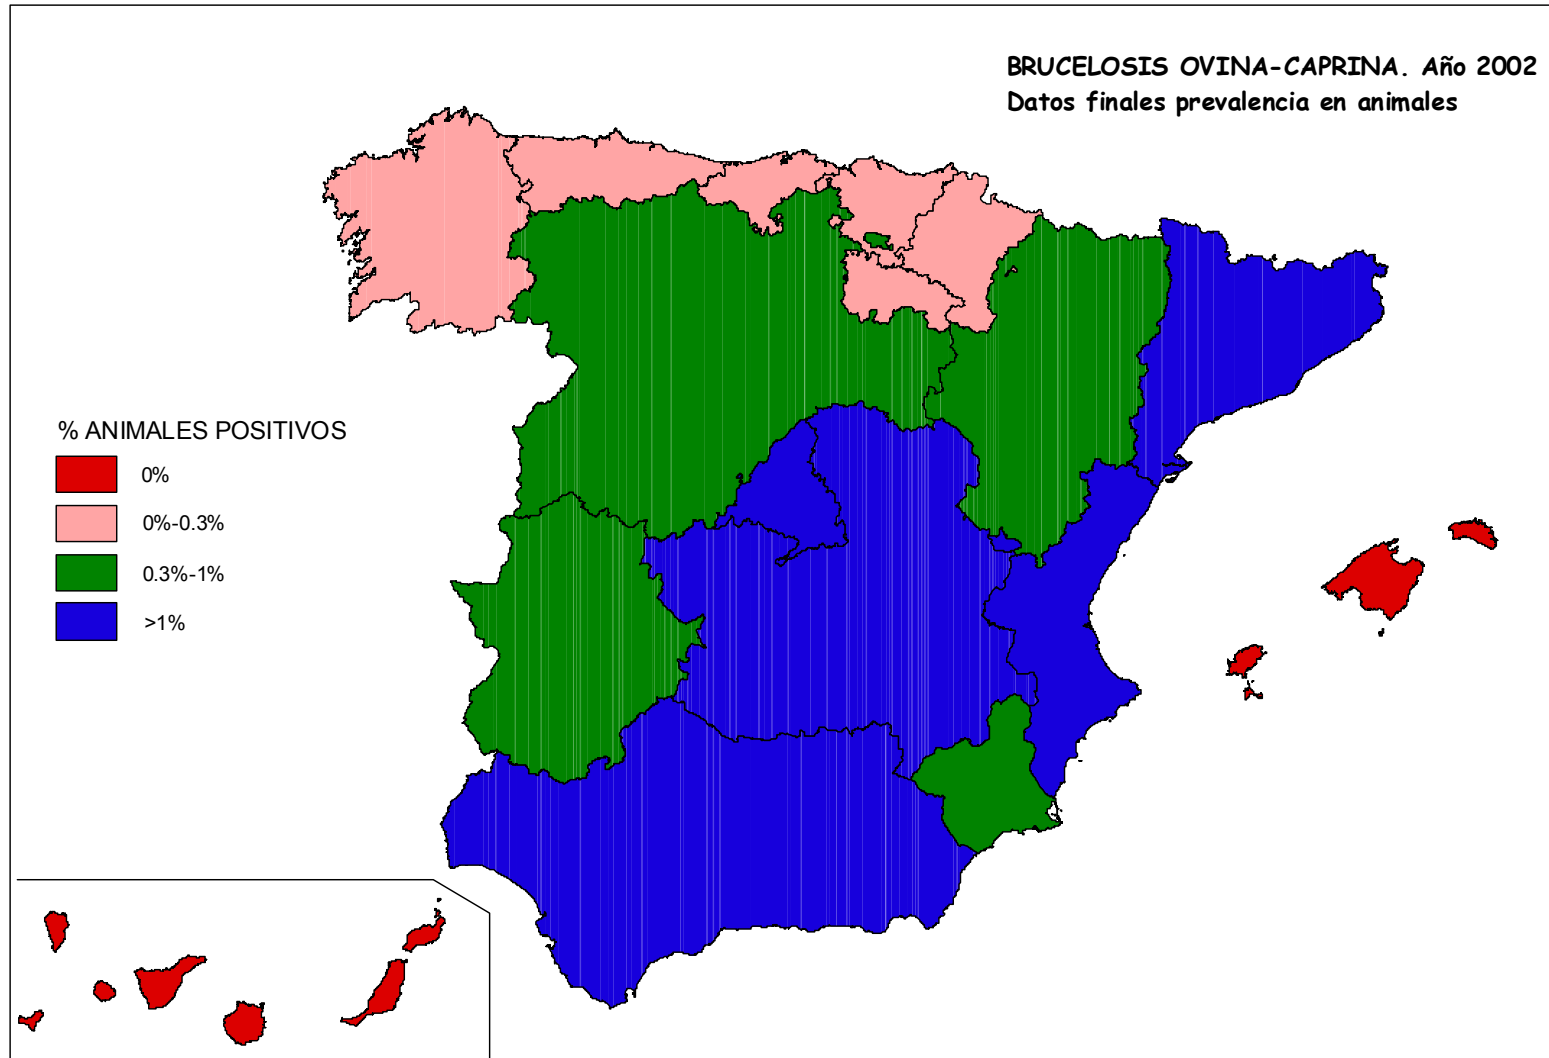 BRUCELOSIS OVINA-CAPRINA. Año 2002
Datos finales prevalencia en animales
% ANIMALES POSITIVOS
0%
0%-0.3%
0.3%-1%
>1%